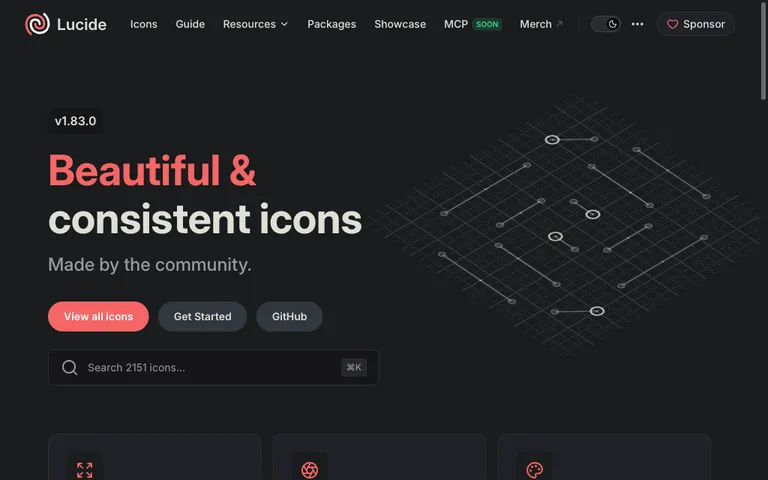 Lucide
Icons
Guide
Resources
Packages
Showcase
MCP SOON
Merch
Sponsor
v1.83.0
Beautiful &
consistent icons
Made by the community.
View all icons
Get Started
GitHub
Search 2151 icons...
⌘K